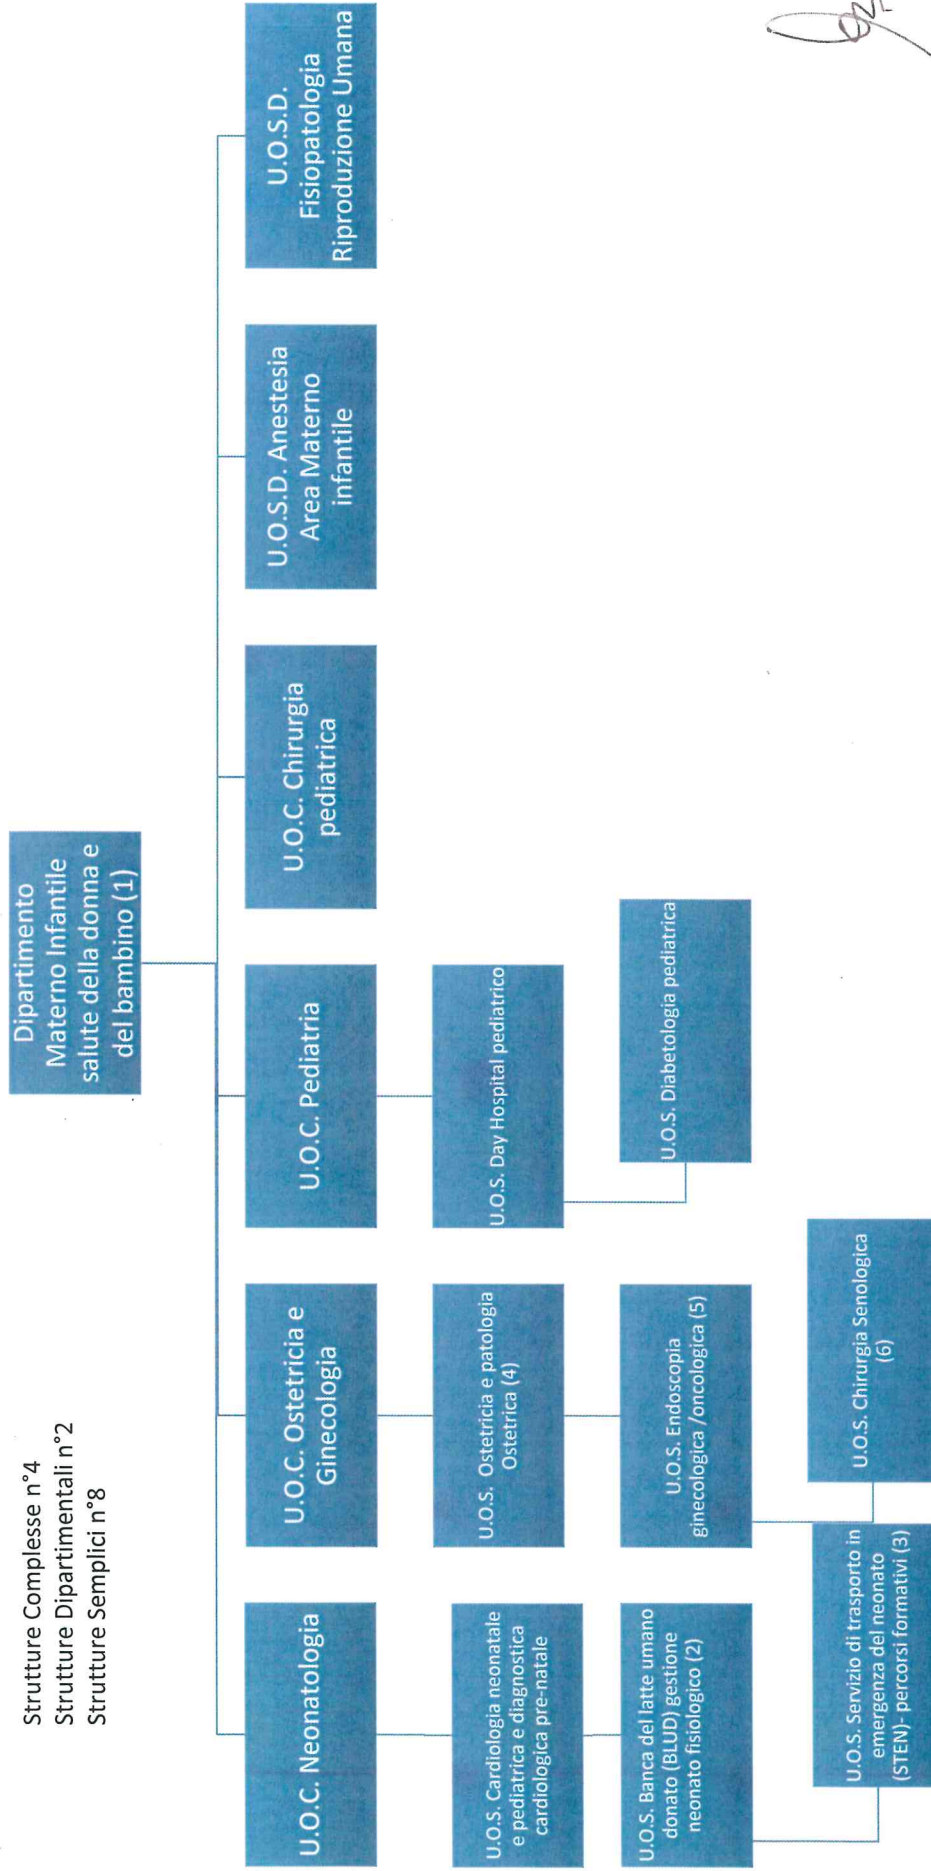 Strutture Complesse n°4
Strutture Dipartimentali n°2
Strutture Semplici n°8
Dipartimento
Materno Infantile
salute della donna e
del bambino (1)
U.O.C. Neonatologia
U.O.C. Ostetricia e
Ginecologia
U.O.C. Pediatria
U.O.C. Chirurgia
pediatrica
U.O.S.D. Anestesia
Area Materno
infantile
U.O.S.D.
Fisiopatologia
Riproduzione Umana
U.O.S. Cardiologia neonatale
e pediatrica e diagnostica
cardiologica pre-natale
U.O.S. Ostetricia e patologia
Ostetrica (4)
U.O.S. Day Hospital pediatrico
U.O.S. Banca del latte umano
donato (BLUD) gestione
neonato fisiologico (2)
U.O.S. Endoscopia
ginecologica /oncologica (5)
U.O.S. Diabetologia pediatrica
U.O.S. Servizio di trasporto in
emergenza del neonato
(STEN)- percorsi formativi (3)
U.O.S. Chirurgia Senologica
(6)